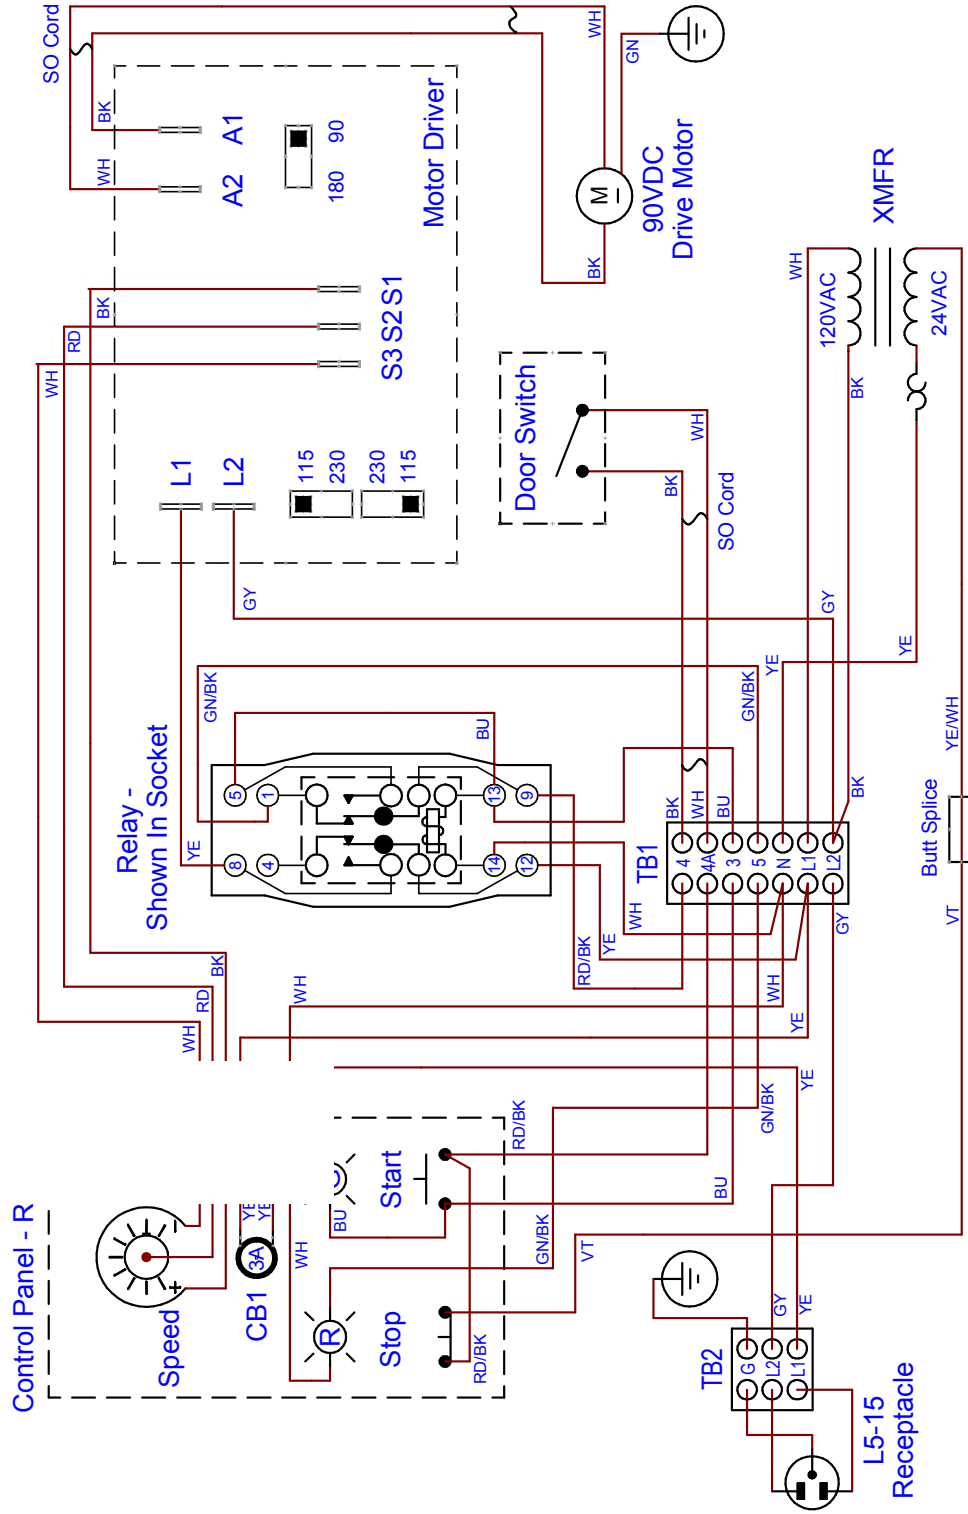 SO Cord
WH
BK
WH
BK
A2
A1
180
90
Motor Driver
WH
GN
M
90VDC
Drive Motor
BK
BK
RD
WH
S3
S2
S1
L1
L2
115
230
230
115
Door Switch
BK
WH
SO Cord
XMFR
WH
120VAC
24VAC
BK
GY
GY
YE
YE
GN/BK
GN/BK
YE/WH
BK
Butt Splice
VT
Relay -
Shown In Socket
YE
BU
5
1
13
9
8
4
14
12
TB1
BK
WH
BU
4
4A
3
5
N
L1
L2
GY
WH
YE
RD/BK
WH
YE
WH
BK
RD
WH
RD/BK
GN/BK
BU
GN/BK
VT
Control Panel - R
Speed
-
+
CB1
3A
YE
YE
WH
BU
Start
R
Stop
RD/BK
GY
YE
TB2
G
L2
L1
L5-15
Receptacle